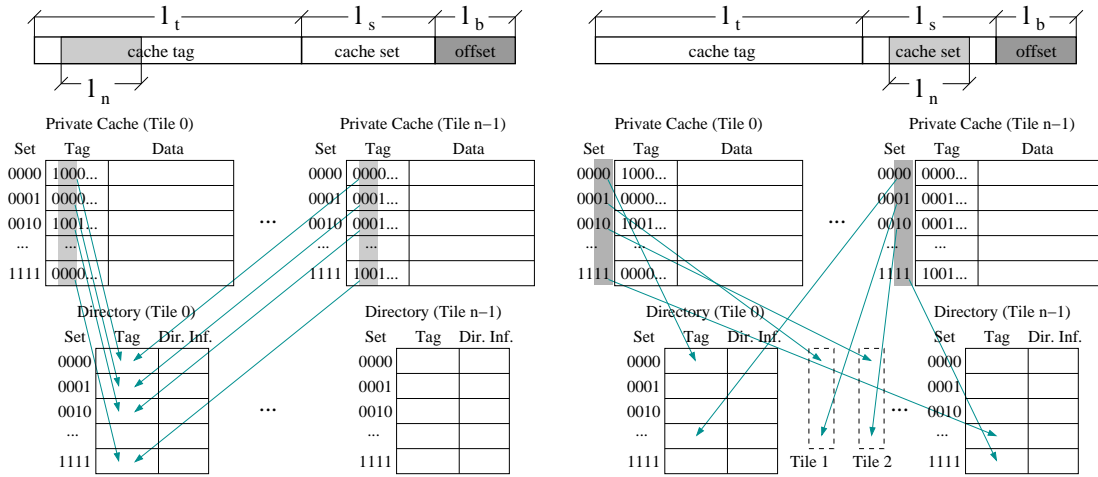 l t l s l b
cache tag cache set offset
l n
Private Cache (Tile 0) Private Cache (Tile n−1)
Set Tag Data Set Tag Data
0000 1000... 0000 0000...
0001 0000... 0001 0001...
0010 1001... ... 0010 0001...
... ... ... ...
1111 0000... 1111 1001...
Directory (Tile 0) Directory (Tile n−1)
Set Tag Dir. Inf. Set Tag Dir. Inf.
0000 0000
0001 0001
0010 ... 0010
... ...
1111 1111
l t l s l b
cache tag cache set offset
l n
Private Cache (Tile 0) Private Cache (Tile n−1)
Set Tag Data Set Tag Data
0000 1000... 0000 0000...
0001 0000... 0001 0001...
0010 1001... ... 0010 0001...
... ... ... ...
1111 0000... 1111 1001...
Directory (Tile 0) Directory (Tile n−1)
Set Tag Dir. Inf. Set Tag Dir. Inf.
0000 0000
0001 0001
0010 ... 0010
... ...
1111 Tile 1 Tile 2 1111